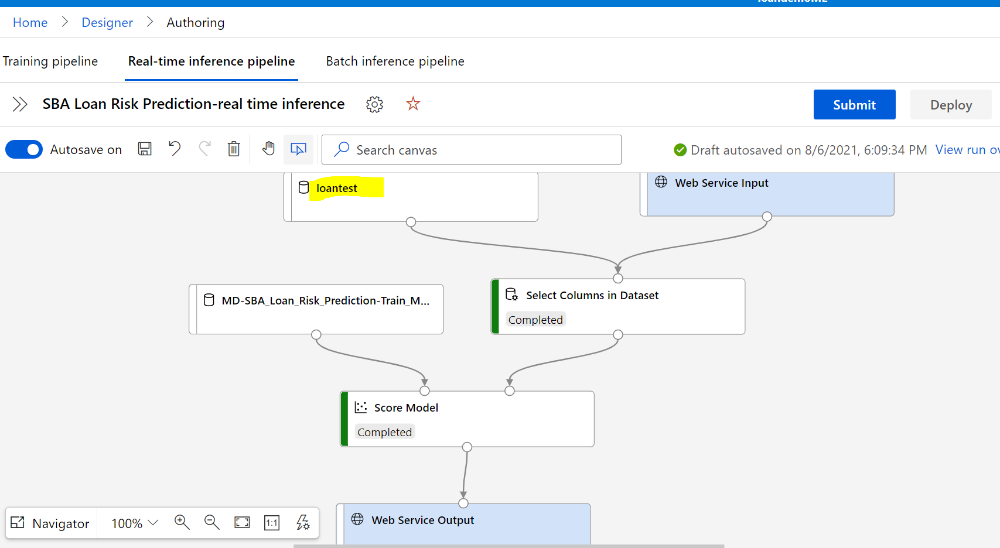 Home > Designer > Authoring
Training pipeline Real-time inference pipeline Batch inference pipeline
SBA Loan Risk Prediction-real time inference Submit Deploy
Autosave on Search canvas Draft autosaved on 8/6/2021, 6:09:34 PM View run ov
loantest
Web Service Input
MD-SBA_Loan_Risk_Prediction-Train_M...
Select Columns in Dataset
Completed
Score Model
Completed
Web Service Output
Navigator 100% 1:1